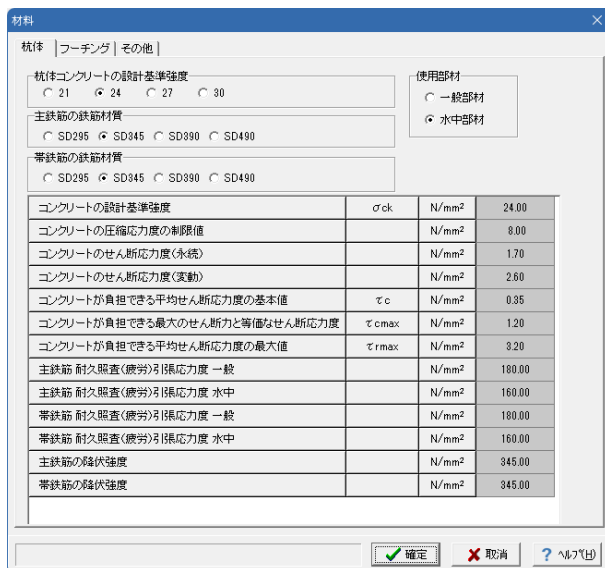 材料
杭体 フーチング その他
杭体コンクリートの設計基準強度
21 24 27 30
使用部材
一般部材
水中部材
主鉄筋の鉄筋材質
SD295 SD345 SD390 SD490
帯鉄筋の鉄筋材質
SD295 SD345 SD390 SD490
コンクリートの設計基準強度 σck N/mm² 24.00
コンクリートの圧縮応力度の制限値 N/mm² 8.00
コンクリートのせん断応力度(永続) N/mm² 1.70
コンクリートのせん断応力度(変動) N/mm² 2.60
コンクリートが負担できる平均せん断応力度の基本値 τc N/mm² 0.35
コンクリートが負担できる最大のせん断力と等価なせん断応力度 τcmax N/mm² 1.20
コンクリートが負担できる平均せん断応力度の最大値 τrmax N/mm² 3.20
主鉄筋 耐久照査(疲労)引張応力度 一般 N/mm² 180.00
主鉄筋 耐久照査(疲労)引張応力度 水中 N/mm² 160.00
帯鉄筋 耐久照査(疲労)引張応力度 一般 N/mm² 180.00
帯鉄筋 耐久照査(疲労)引張応力度 水中 N/mm² 160.00
主鉄筋の降伏強度 N/mm² 345.00
帯鉄筋の降伏強度 N/mm² 345.00
確定 取消 ? ヘルプ(H)